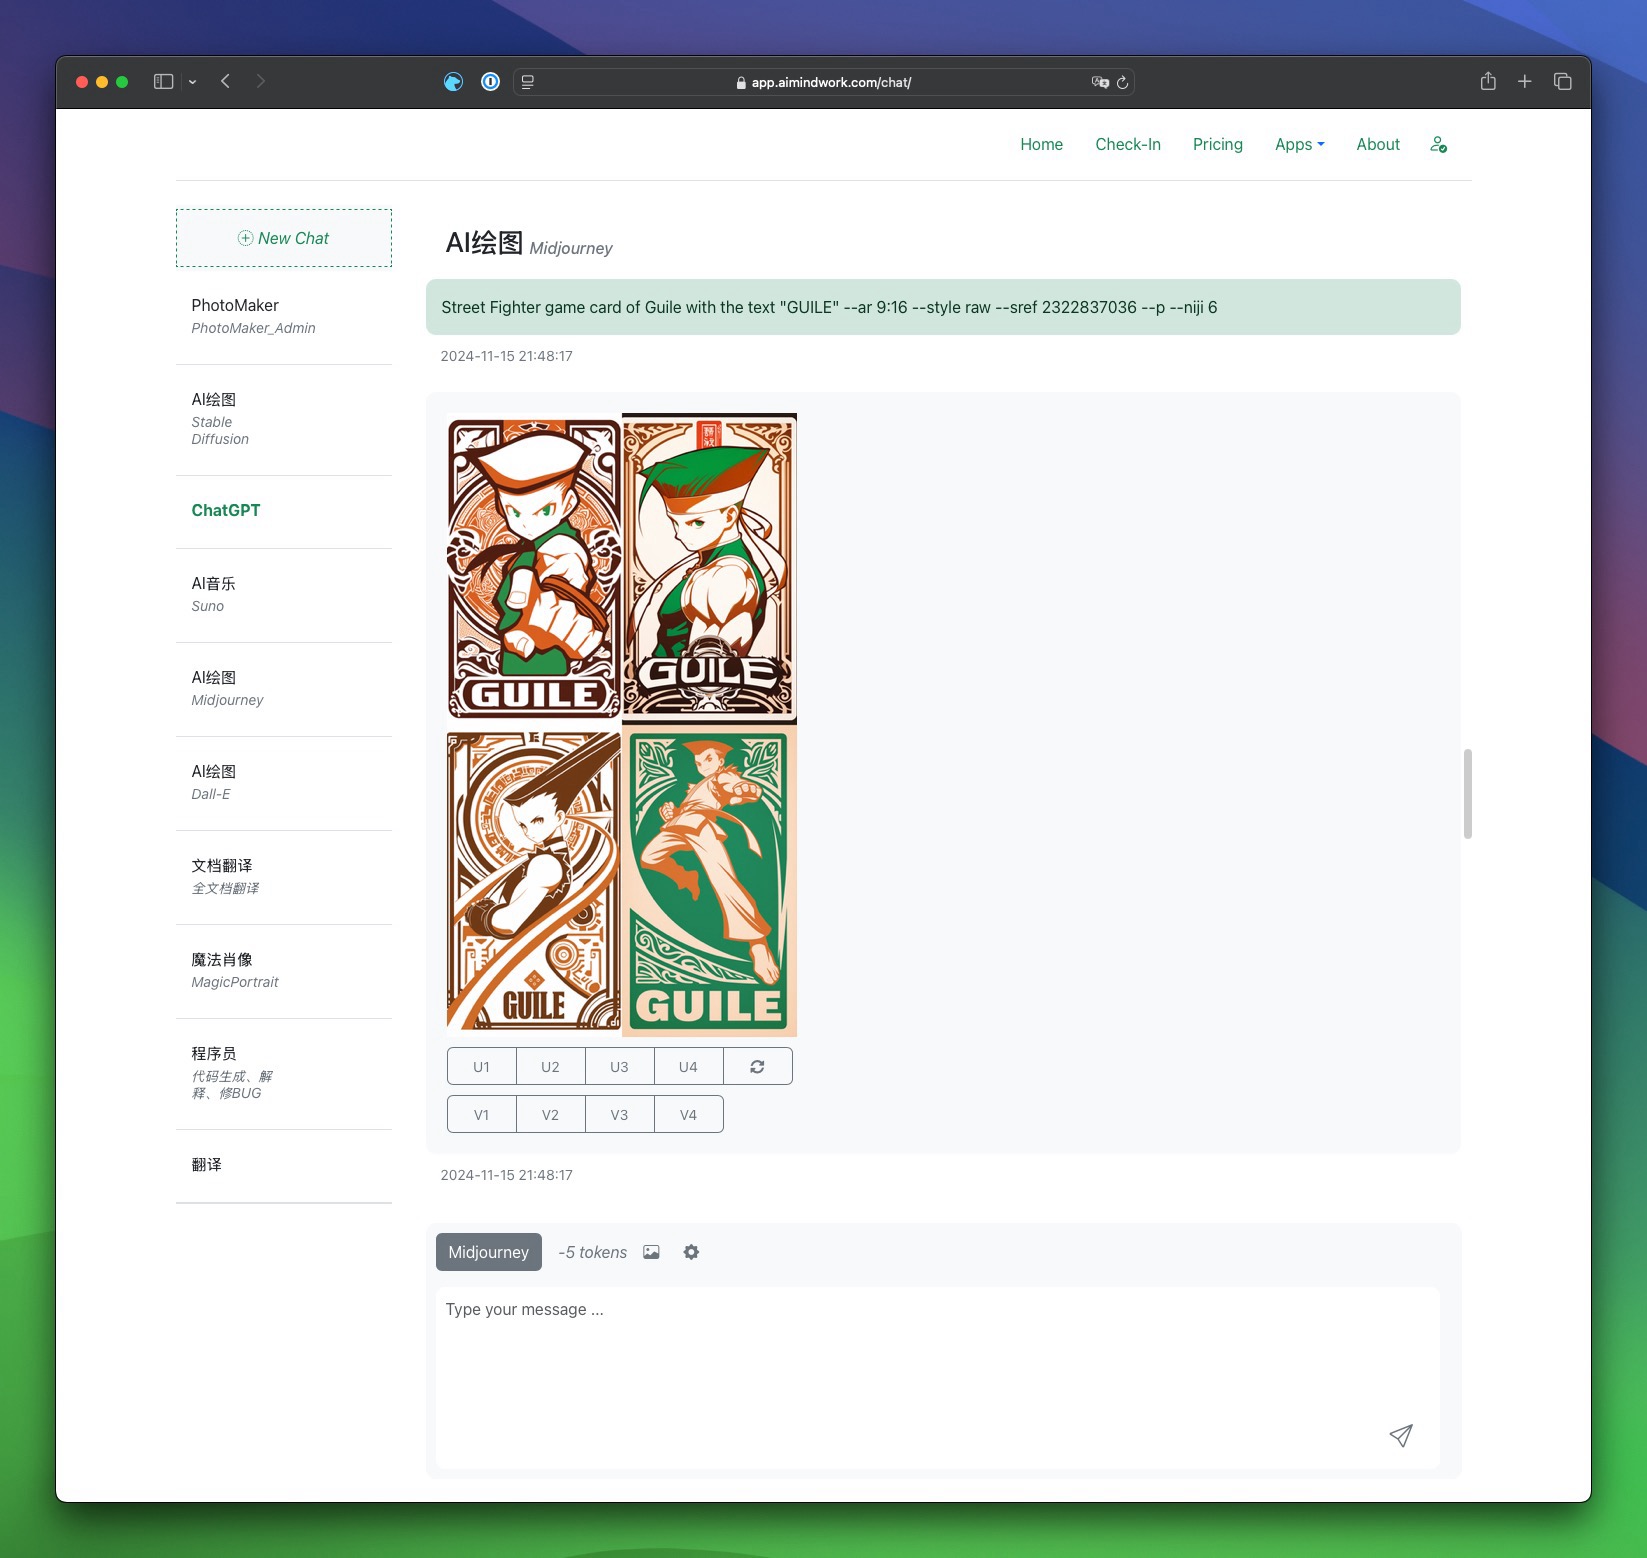 app.aimindwork.com/chat/
Home
Check-In
Pricing
Apps
About
New Chat
PhotoMaker
PhotoMaker_Admin
AI绘图
Stable
Diffusion
ChatGPT
AI音乐
Suno
AI绘图
Midjourney
AI绘图
Dall-E
文档翻译
全文档翻译
魔法肖像
MagicPortrait
程序员
代码生成、解
释、修BUG
翻译
AI绘图 Midjourney
Street Fighter game card of Guile with the text "GUILE" --ar 9:16 --style raw --sref 2322837036 --p --niji 6
2024-11-15 21:48:17
GUILE
GUILE
GUILE
GUILE
U1
U2
U3
U4
V1
V2
V3
V4
2024-11-15 21:48:17
Midjourney
-5 tokens
Type your message ...